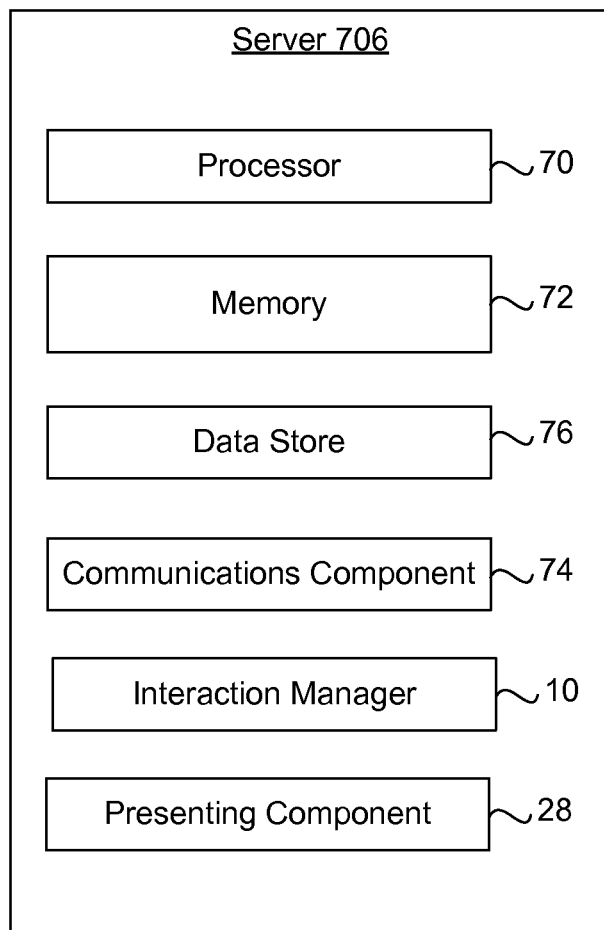 Server 706
Processor 70
Memory 72
Data Store 76
Communications Component 74
Interaction Manager 10
Presenting Component 28